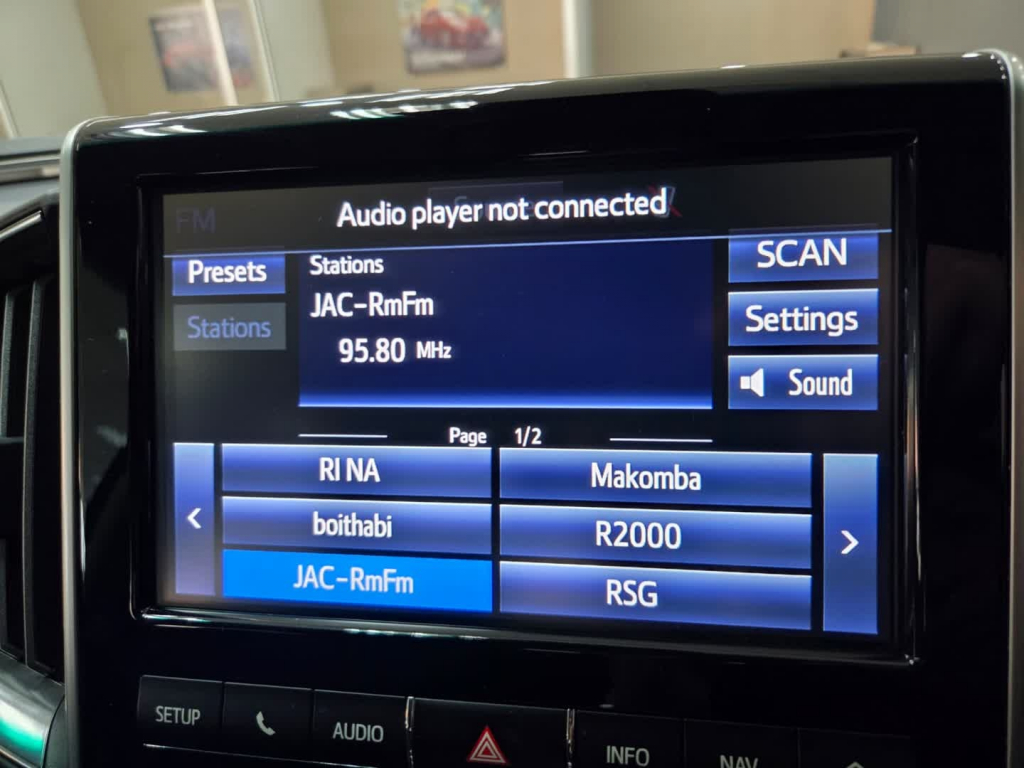 FM
Audio player not connected
Presets
Stations
JAC-RmFm
95.80 MHz
Stations
SCAN
Settings
Sound
Page 1/2
RI NA
Makomba
boithabi
R2000
JAC-RmFm
RSG
SETUP
AUDIO
INFO
NAV